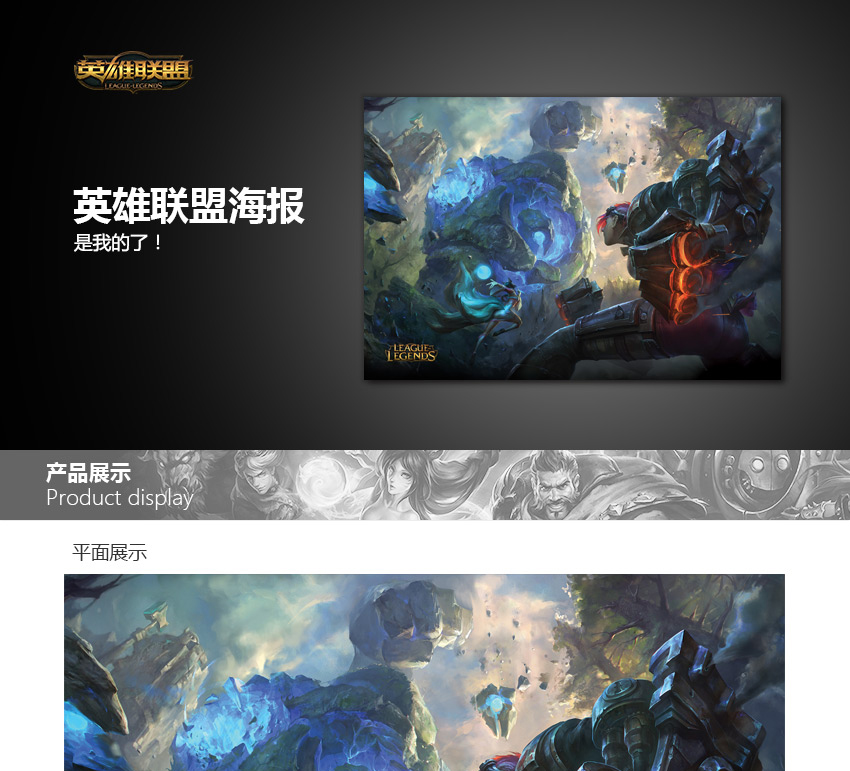 英雄联盟
LEAGUE OF LEGENDS
英雄联盟海报
是我的了！
LEAGUE OF
LEGENDS
产品展示
Product display
平面展示